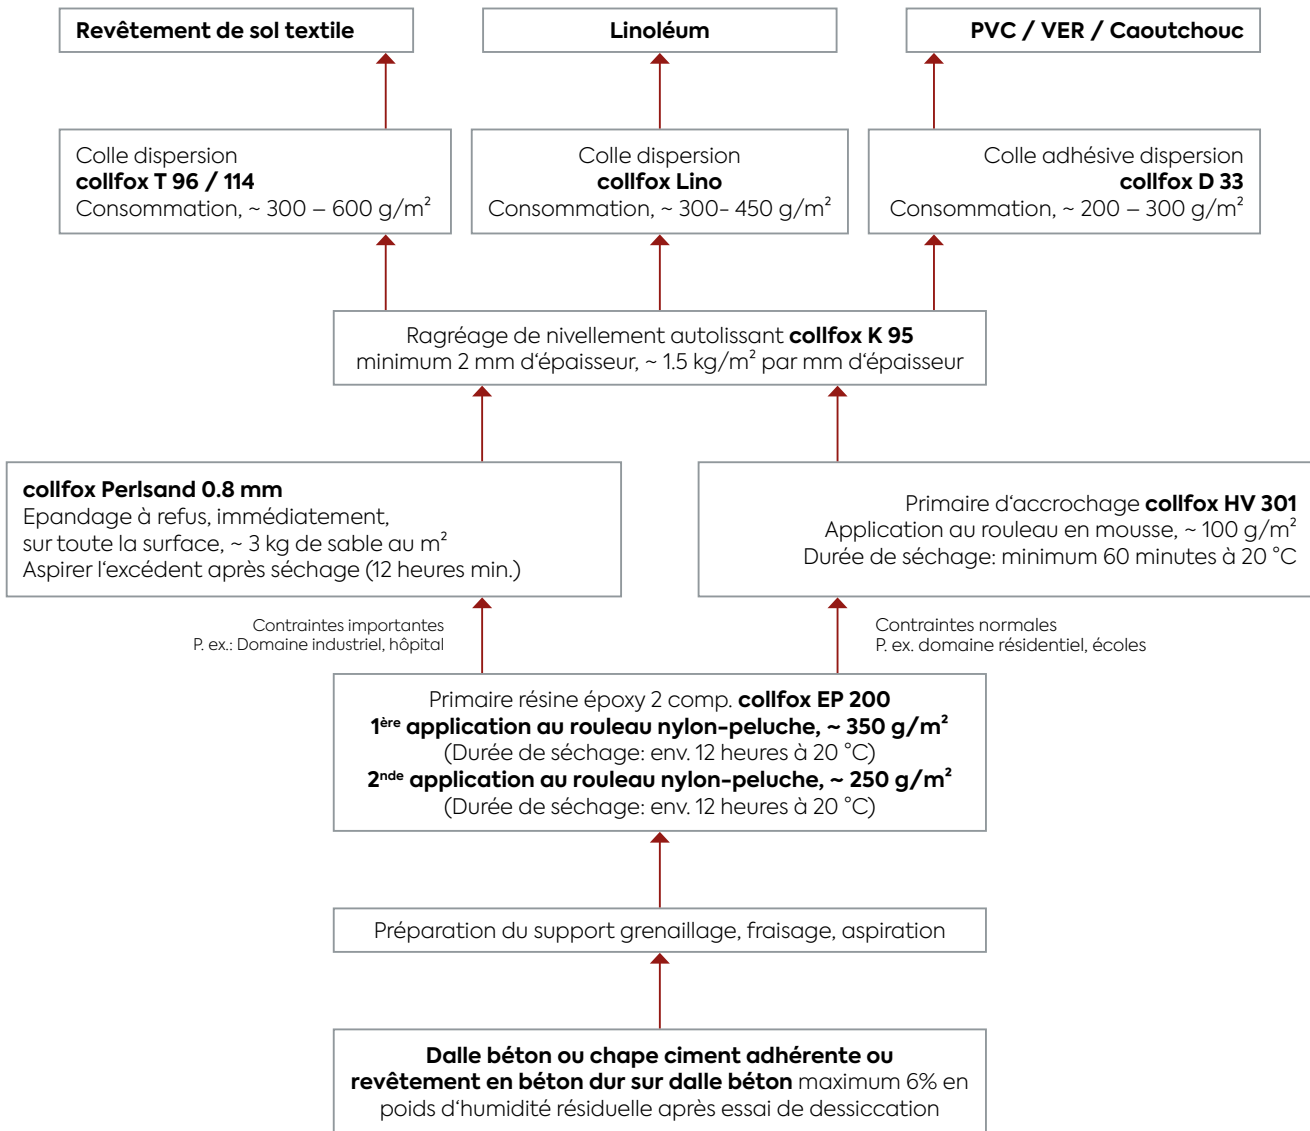 Revêtement de sol textile
Linoléum
PVC / VER / Caoutchouc
Colle dispersion
collfox T 96 / 114
Consommation, ~ 300 – 600 g/m²
Colle dispersion
collfox Lino
Consommation, ~ 300- 450 g/m²
Colle adhésive dispersion
collfox D 33
Consommation, ~ 200 – 300 g/m²
Ragréage de nivellement autolissant collfox K 95
minimum 2 mm d‘épaisseur, ~ 1.5 kg/m² par mm d‘épaisseur
collfox Perlsand 0.8 mm
Epandage à refus, immédiatement,
sur toute la surface, ~ 3 kg de sable au m²
Aspirer l‘excédent après séchage (12 heures min.)
Primaire d‘accrochage collfox HV 301
Application au rouleau en mousse, ~ 100 g/m²
Durée de séchage: minimum 60 minutes à 20 °C
Contraintes importantes
P. ex.: Domaine industriel, hôpital
Contraintes normales
P. ex. domaine résidentiel, écoles
Primaire résine époxy 2 comp. collfox EP 200
1ère application au rouleau nylon-peluche, ~ 350 g/m²
(Durée de séchage: env. 12 heures à 20 °C)
2nde application au rouleau nylon-peluche, ~ 250 g/m²
(Durée de séchage: env. 12 heures à 20 °C)
Préparation du support grenaillage, fraisage, aspiration
Dalle béton ou chape ciment adhérente ou
revêtement en béton dur sur dalle béton maximum 6% en
poids d‘humidité résiduelle après essai de dessiccation